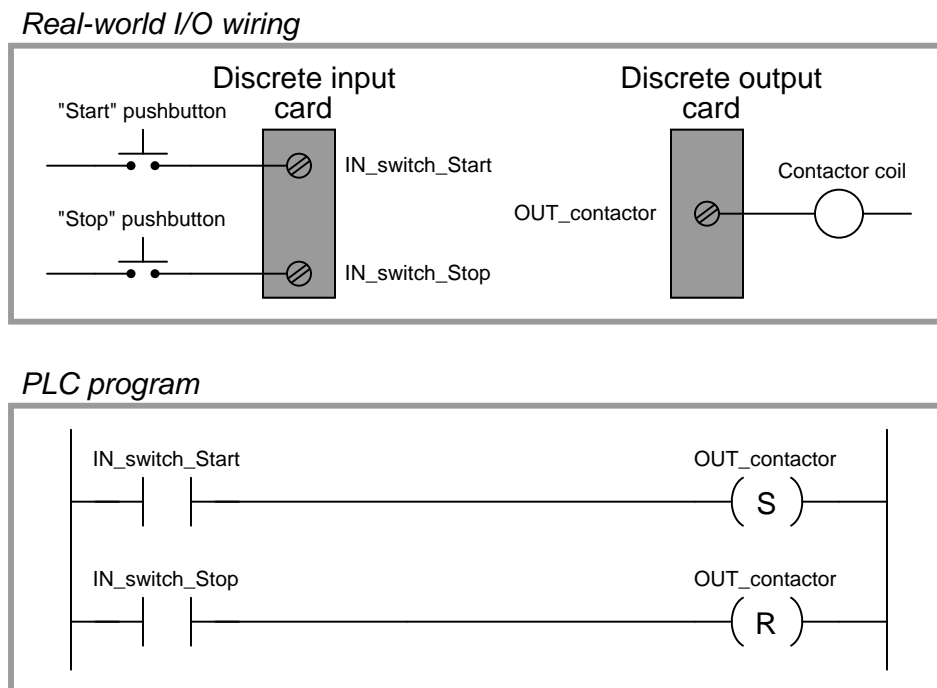 Real-world I/O wiring
Discrete input
card
Discrete output
card
"Start" pushbutton
IN_switch_Start
Contactor coil
OUT_contactor
"Stop" pushbutton
IN_switch_Stop
PLC program
IN_switch_Start
OUT_contactor
S
IN_switch_Stop
OUT_contactor
R